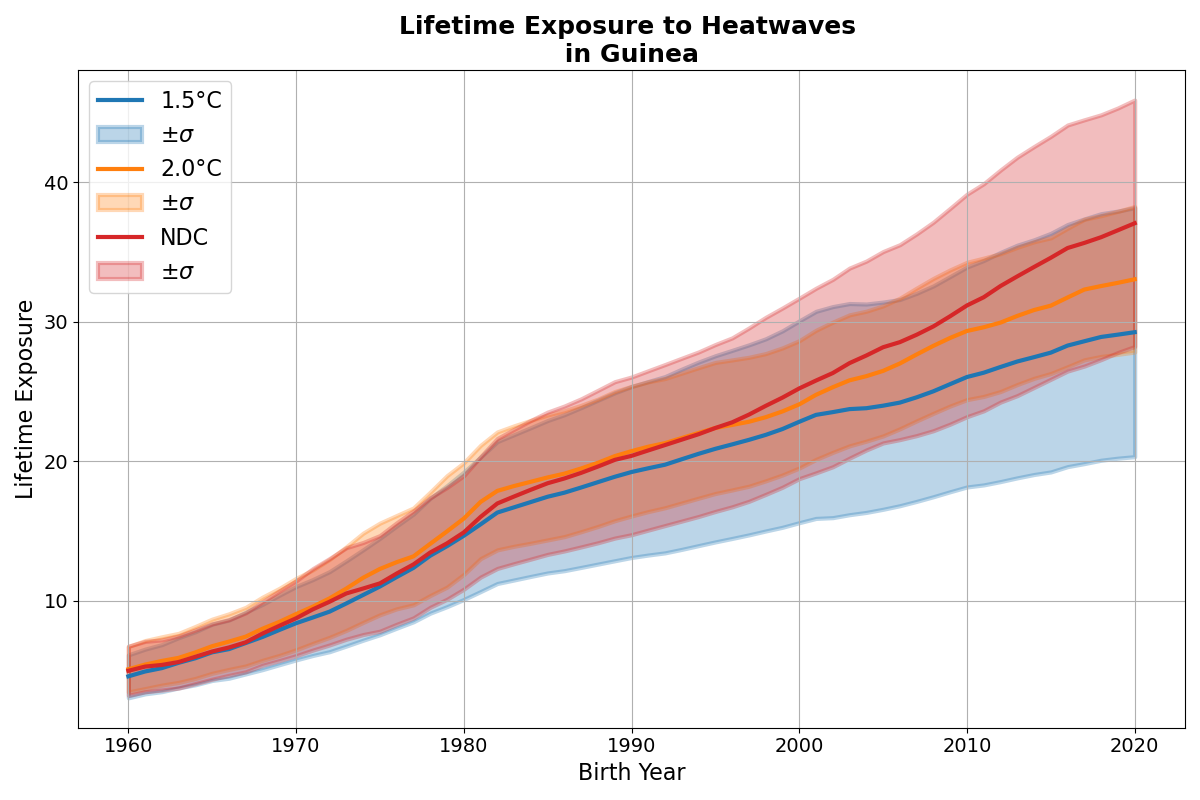 Lifetime Exposure to Heatwaves
in Guinea
1.5°C
±σ
2.0°C
±σ
NDC
±σ
Lifetime Exposure
40
30
20
10
1960
1970
1980
1990
2000
2010
2020
Birth Year